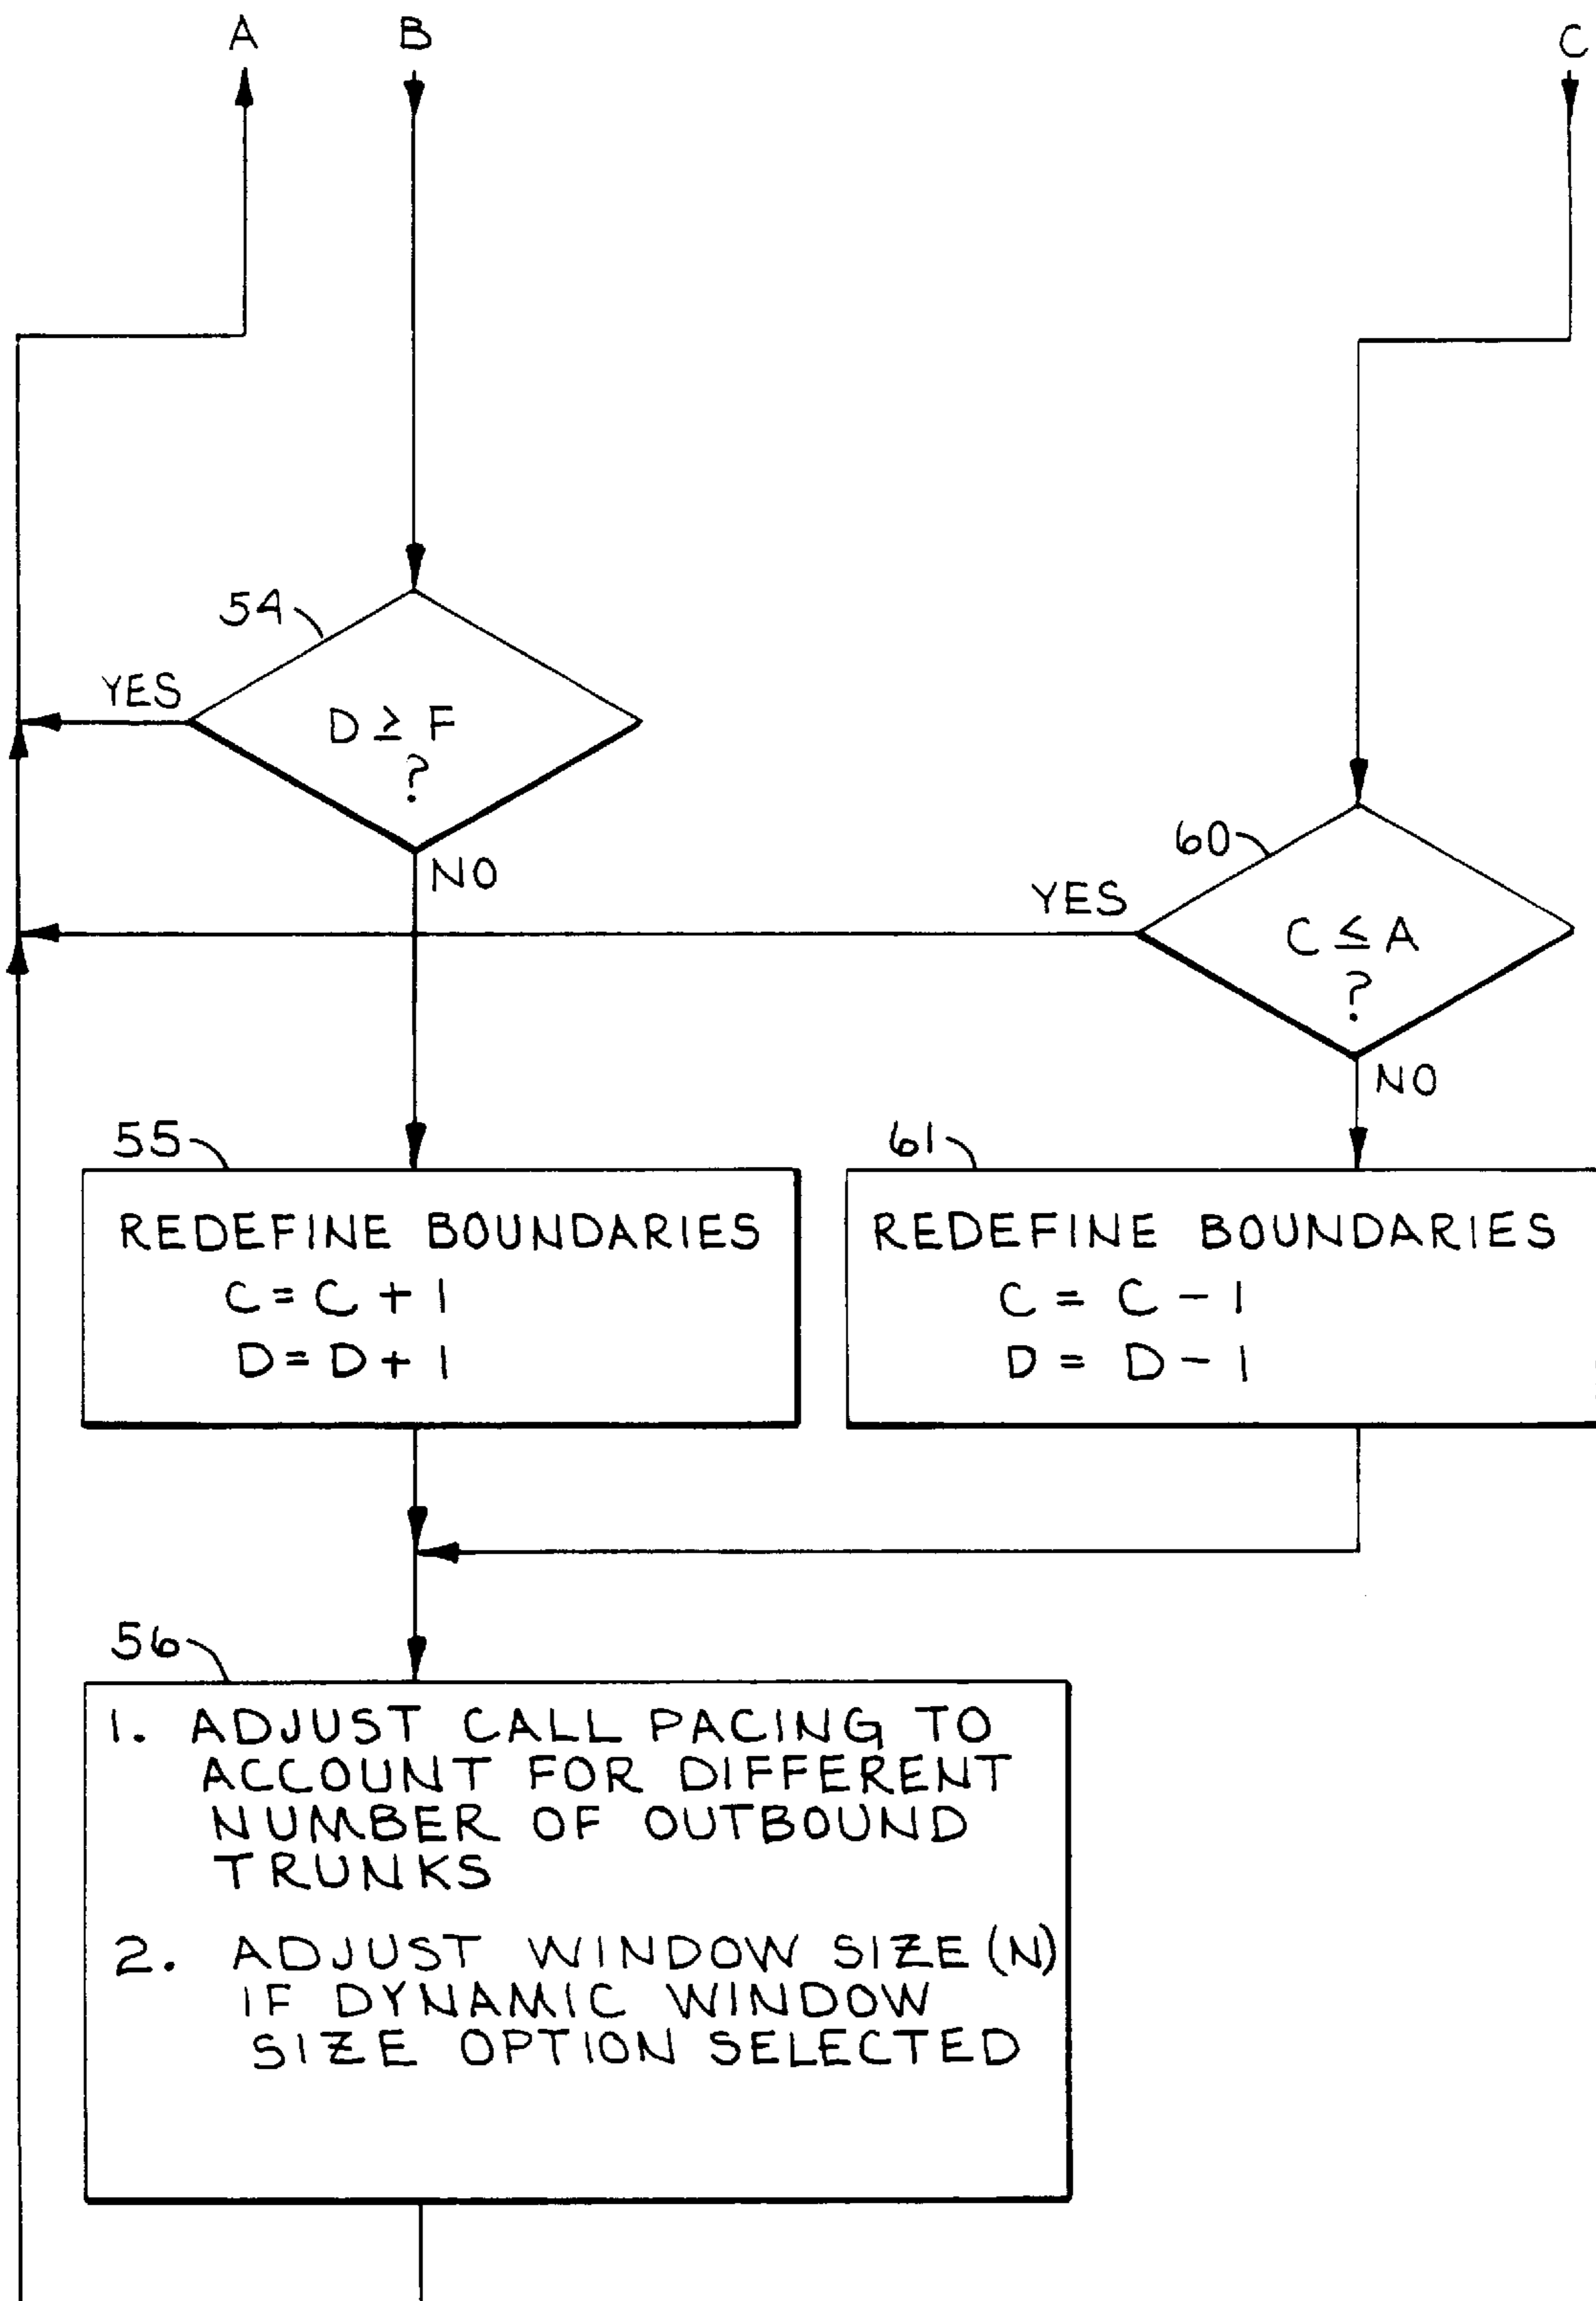 A
B
C
54
YES
D ≥ F
?
NO
60
YES
C ≤ A
?
NO
55
REDEFINE BOUNDARIES
C = C + 1
D = D + 1
61
REDEFINE BOUNDARIES
C = C - 1
D = D - 1
56
1. ADJUST CALL PACING TO
ACCOUNT FOR DIFFERENT
NUMBER OF OUTBOUND
TRUNKS
2. ADJUST WINDOW SIZE (N)
IF DYNAMIC WINDOW
SIZE OPTION SELECTED